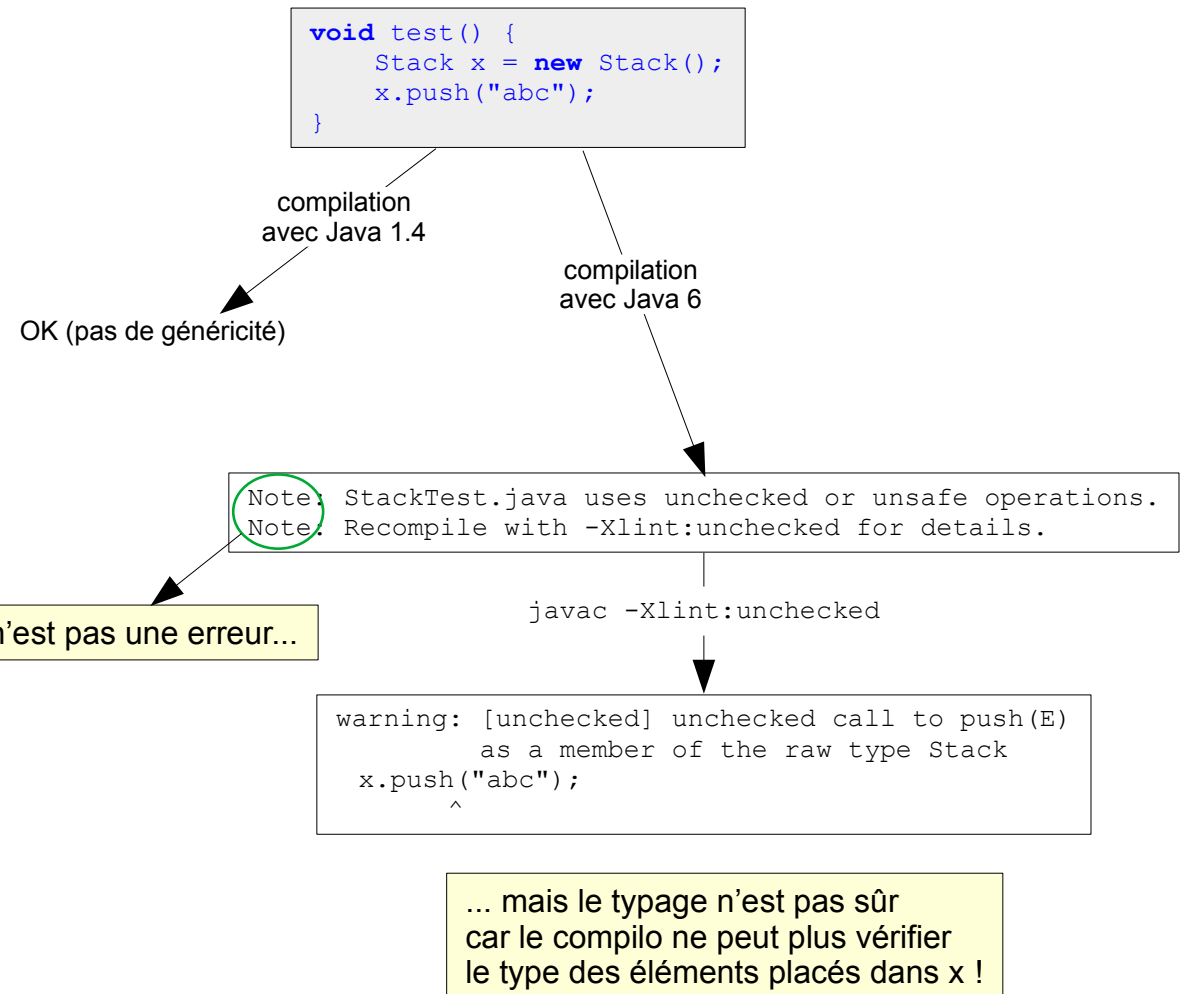 void test() {
    Stack x = new Stack();
    x.push("abc");
}
compilation
avec Java 1.4
compilation
avec Java 6
OK (pas de généricité)
Note: StackTest.java uses unchecked or unsafe operations.
Note: Recompile with -Xlint:unchecked for details.
n'est pas une erreur...
javac -Xlint:unchecked
warning: [unchecked] unchecked call to push(E)
         as a member of the raw type Stack
  x.push("abc");
        ^
... mais le typage n'est pas sûr
car le compilo ne peut plus vérifier
le type des éléments placés dans x !